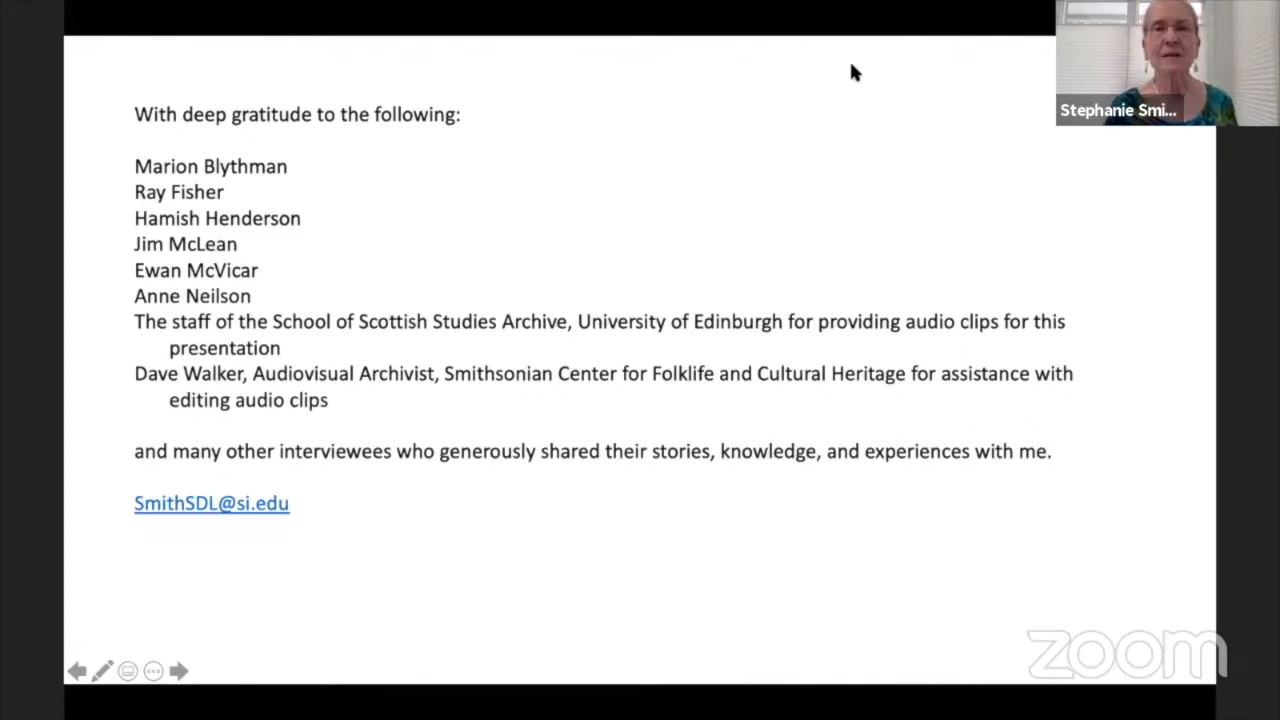 With deep gratitude to the following:
Stephanie Smi...
Marion Blythman
Ray Fisher
Hamish Henderson
Jim McLean
Ewan McVicar
Anne Neilson
The staff of the School of Scottish Studies Archive, University of Edinburgh for providing audio clips for this
presentation
Dave Walker, Audiovisual Archivist, Smithsonian Center for Folklife and Cultural Heritage for assistance with
editing audio clips
and many other interviewees who generously shared their stories, knowledge, and experiences with me.
SmithSDL@si.edu
zoom